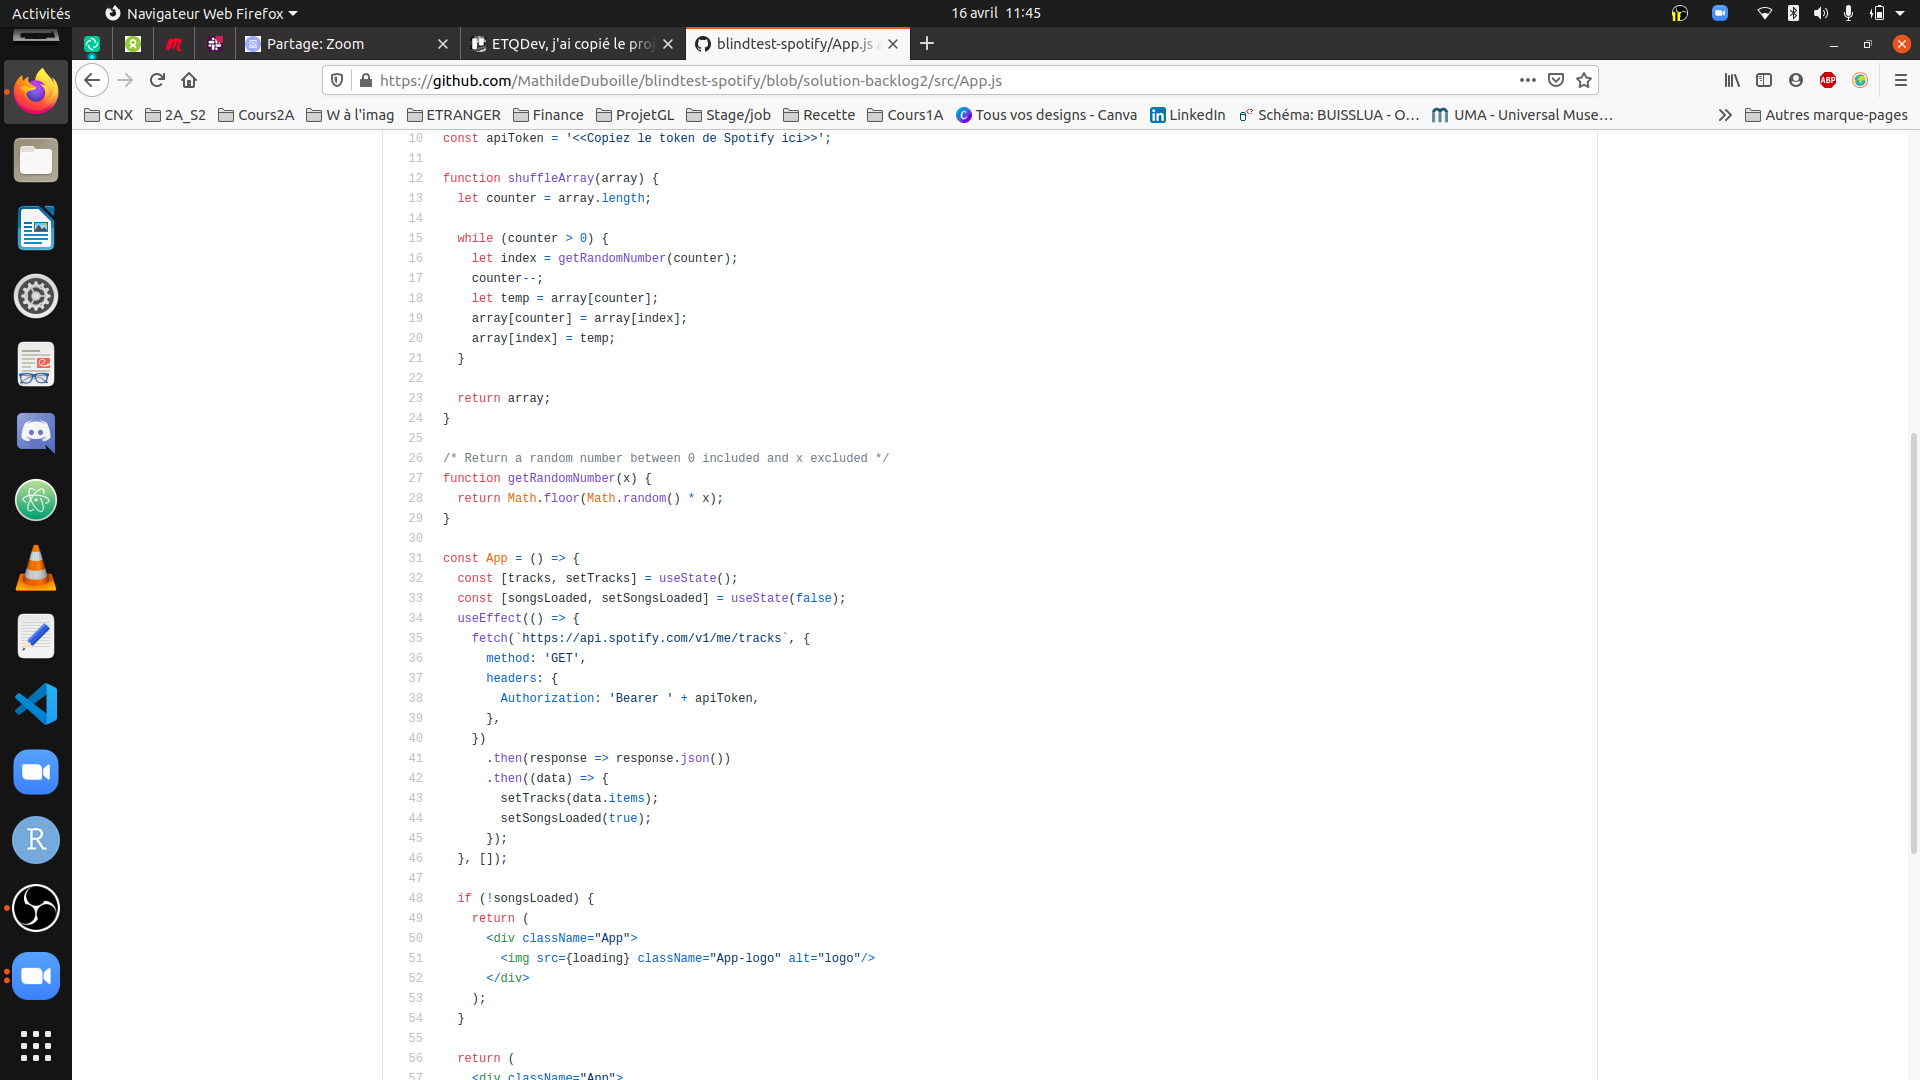 Activités
Navigateur Web Firefox
16 avril 11:45
Partage: Zoom
ETQDev, j'ai copié le pro
blindtest-spotify/App.js a
https://github.com/MathildeDuboille/blindtest-spotify/blob/solution-backlog2/src/App.js
ABP
CNX
2A_S2
Cours2A
W à l'imag
ETRANGER
Finance
ProjetGL
Stage/job
Recette
Cours1A
Tous vos designs - Canva
LinkedIn
Schéma: BUISSLUA - O…
UMA - Universal Muse…
Autres marque-pages
10 const apiToken = '<<Copiez le token de Spotify ici>>';
11
12 function shuffleArray(array) {
13 let counter = array.length;
14
15 while (counter > 0) {
16 let index = getRandomNumber(counter);
17 counter--;
18 let temp = array[counter];
19 array[counter] = array[index];
20 array[index] = temp;
21 }
22
23 return array;
24 }
25
26 /* Return a random number between 0 included and x excluded */
27 function getRandomNumber(x) {
28 return Math.floor(Math.random() * x);
29 }
30
31 const App = () => {
32 const [tracks, setTracks] = useState();
33 const [songsLoaded, setSongsLoaded] = useState(false);
34 useEffect(() => {
35 fetch(`https://api.spotify.com/v1/me/tracks`, {
36 method: 'GET',
37 headers: {
38 Authorization: 'Bearer ' + apiToken,
39 },
40 })
41 .then(response => response.json())
42 .then((data) => {
43 setTracks(data.items);
44 setSongsLoaded(true);
45 });
46 }, []);
47
48 if (!songsLoaded) {
49 return (
50 <div className="App">
51 <img src={loading} className="App-logo" alt="logo"/>
52 </div>
53 );
54 }
55
56 return (
57 <div className="App">